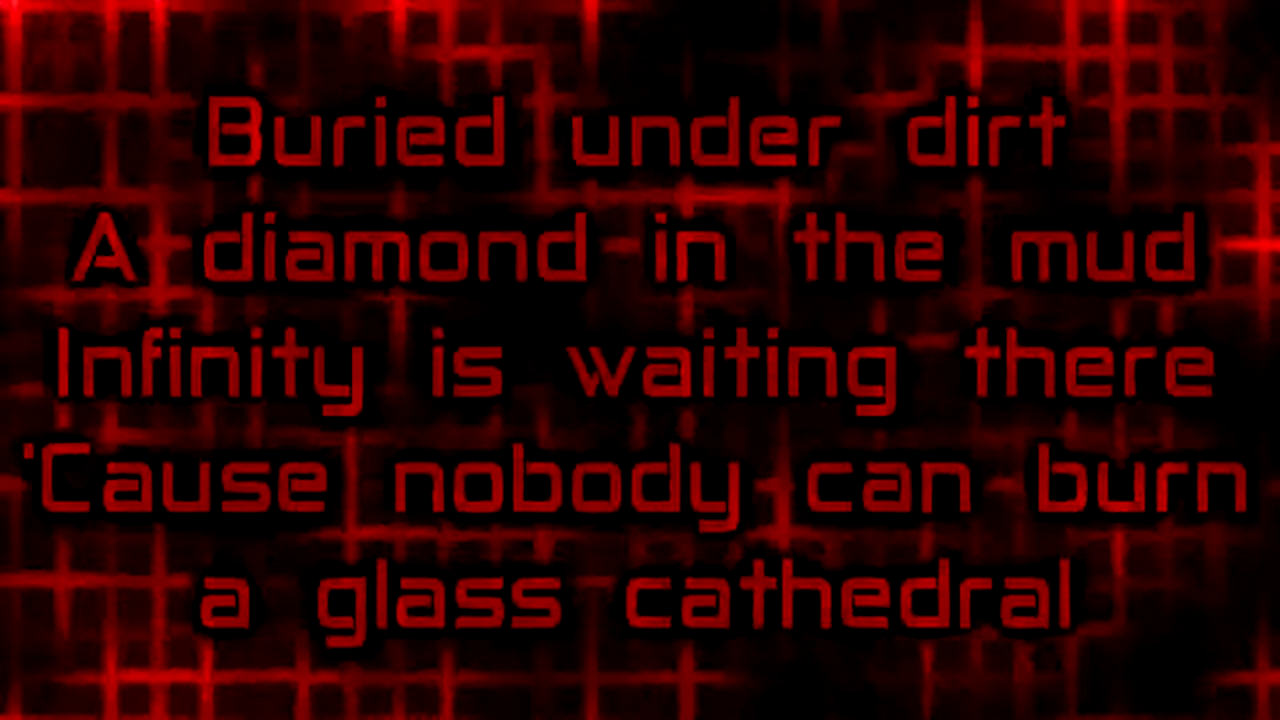 Buried under dirt
A diamond in the mud
Infinity is waiting there
'Cause nobody can burn
a glass cathedral